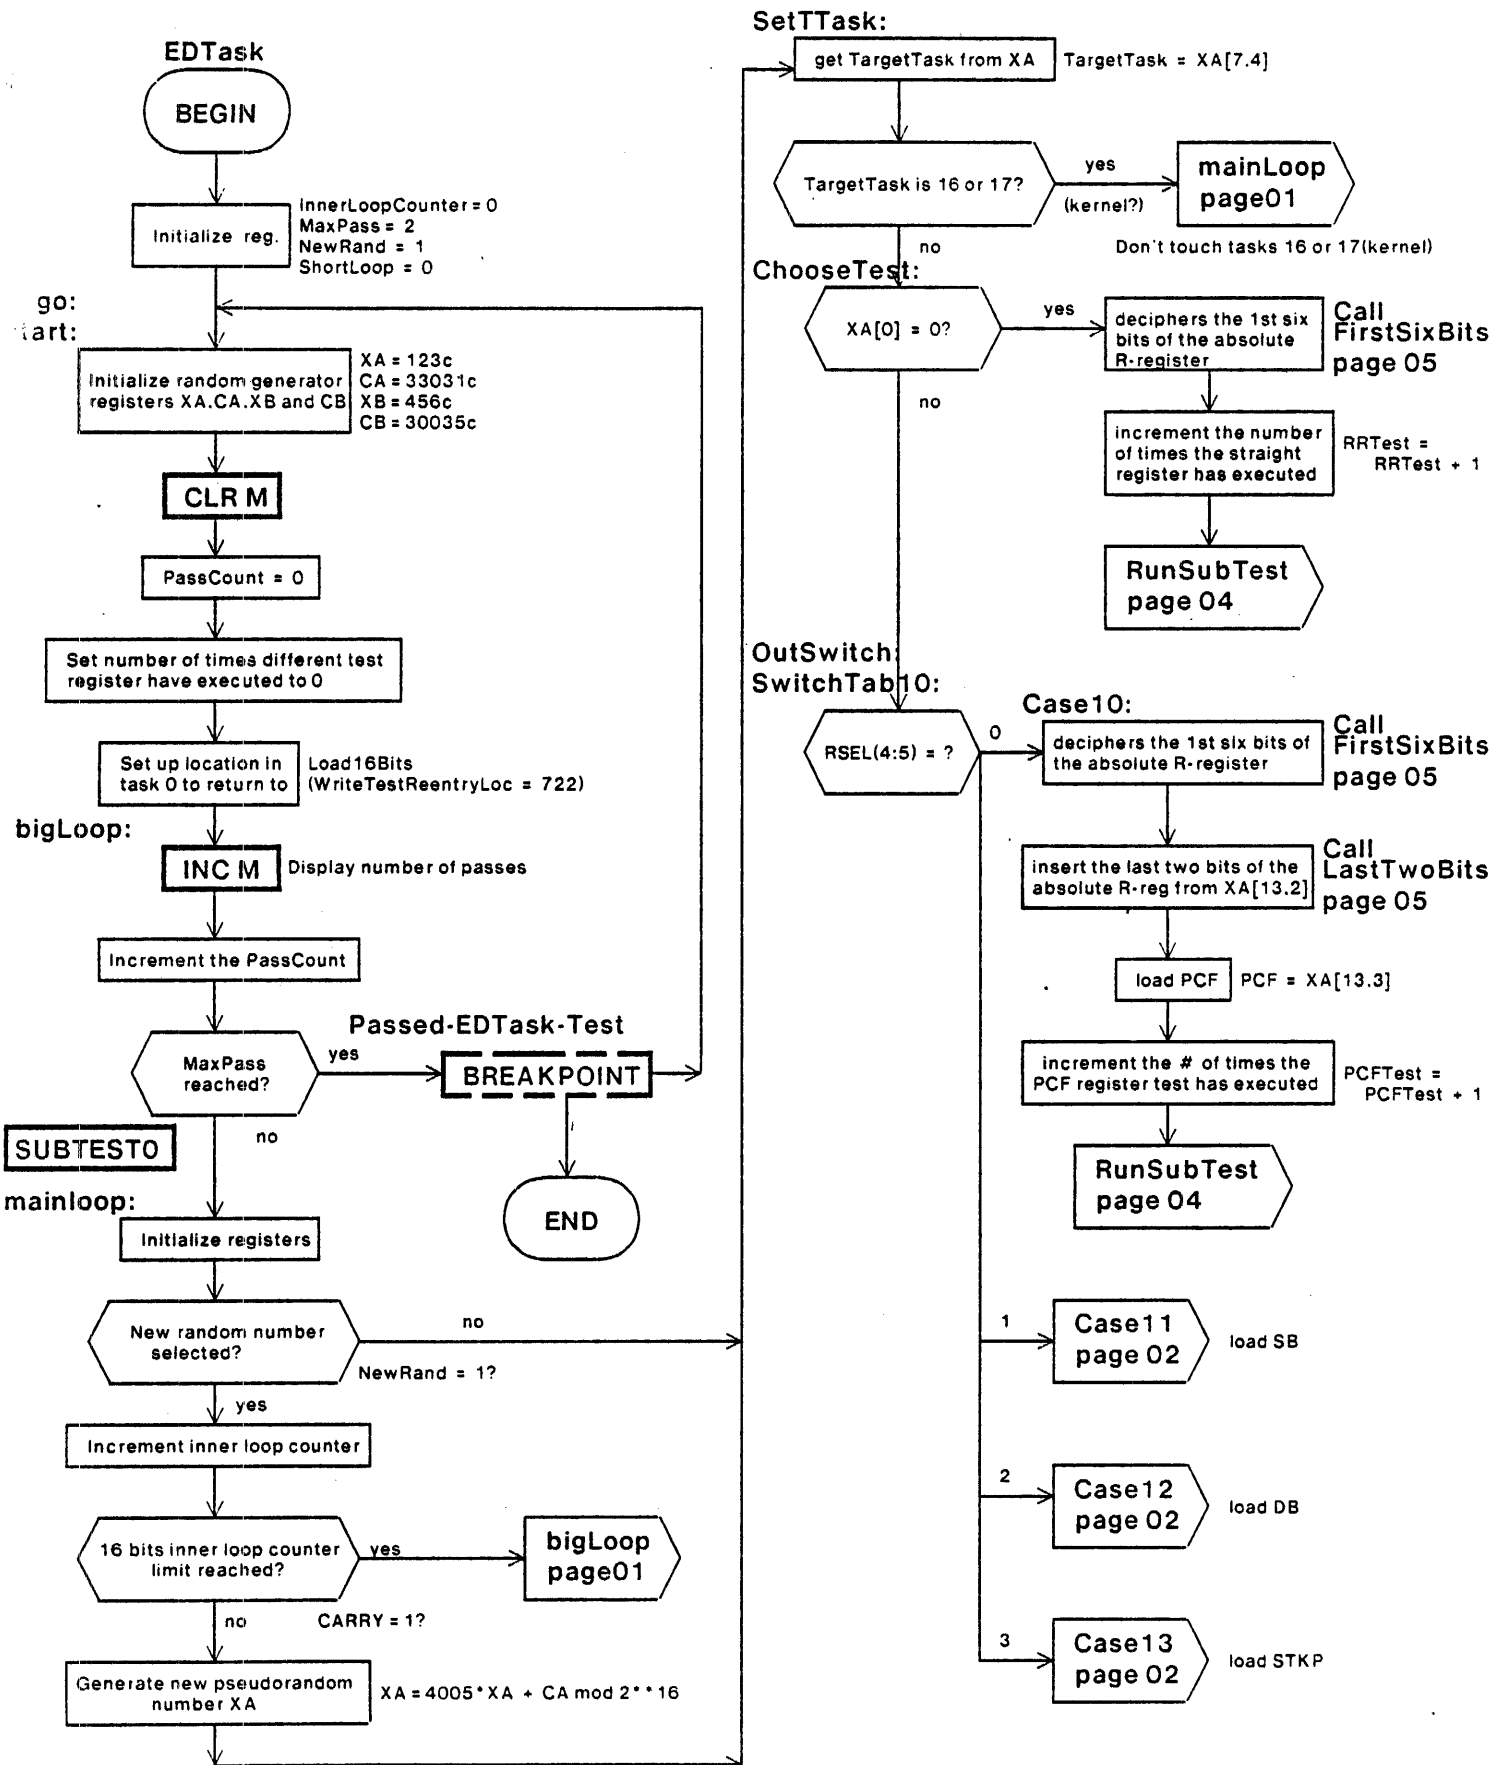 EDTask
BEGIN
Initialize reg.
InnerLoopCounter = 0
MaxPass = 2
NewRand = 1
ShortLoop = 0
go:
tart:
Initialize random generator
registers XA.CA.XB and CB
XA = 123c
CA = 33031c
XB = 456c
CB = 30035c
CLR M
PassCount = 0
Set number of times different test
register have executed to 0
Set up location in
task 0 to return to
Load16Bits
(WriteTestReentryLoc = 722)
bigLoop:
INC M
Display number of passes
Increment the PassCount
MaxPass
reached?
yes
no
Passed-EDTask-Test
BREAKPOINT
END
SUBTEST0
mainloop:
Initialize registers
New random number
selected?
no
NewRand = 1?
yes
Increment inner loop counter
16 bits inner loop counter
limit reached?
yes
bigLoop
page01
no
CARRY = 1?
Generate new pseudorandom
number XA
XA = 4005*XA + CA mod 2**16
SetTTask:
get TargetTask from XA
TargetTask = XA[7.4]
TargetTask is 16 or 17?
yes
(kernel?)
mainLoop
page01
Don't touch tasks 16 or 17(kernel)
no
ChooseTest:
XA[0] = 0?
yes
deciphers the 1st six
bits of the absolute
R-register
Call
FirstSixBits
page 05
no
increment the number
of times the straight
register has executed
RRTest =
RRTest + 1
RunSubTest
page 04
OutSwitch:
SwitchTab10:
RSEL(4:5) = ?
0
Case10:
deciphers the 1st six bits of
the absolute R-register
Call
FirstSixBits
page 05
insert the last two bits of the
absolute R-reg from XA[13.2]
Call
LastTwoBits
page 05
load PCF
PCF = XA[13.3]
increment the # of times the
PCF register test has executed
PCFTest =
PCFTest + 1
RunSubTest
page 04
1
Case11
page 02
load SB
2
Case12
page 02
load DB
3
Case13
page 02
load STKP